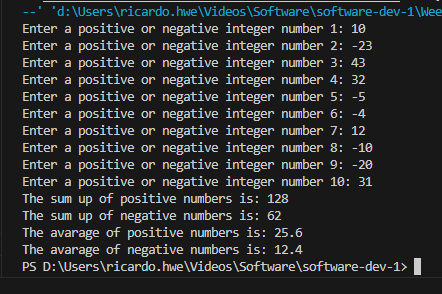 --' 'd:\Users\ricardo.hwe\Videos\Software\software-dev-1\Wee
Enter a positive or negative integer number 1: 10
Enter a positive or negative integer number 2: -23
Enter a positive or negative integer number 3: 43
Enter a positive or negative integer number 4: 32
Enter a positive or negative integer number 5: -5
Enter a positive or negative integer number 6: -4
Enter a positive or negative integer number 7: 12
Enter a positive or negative integer number 8: -10
Enter a positive or negative integer number 9: -20
Enter a positive or negative integer number 10: 31
The sum up of positive numbers is: 128
The sum up of negative numbers is: 62
The avarage of positive numbers is: 25.6
The avarage of negative numbers is: 12.4
PS D:\Users\ricardo.hwe\Videos\Software\software-dev-1>